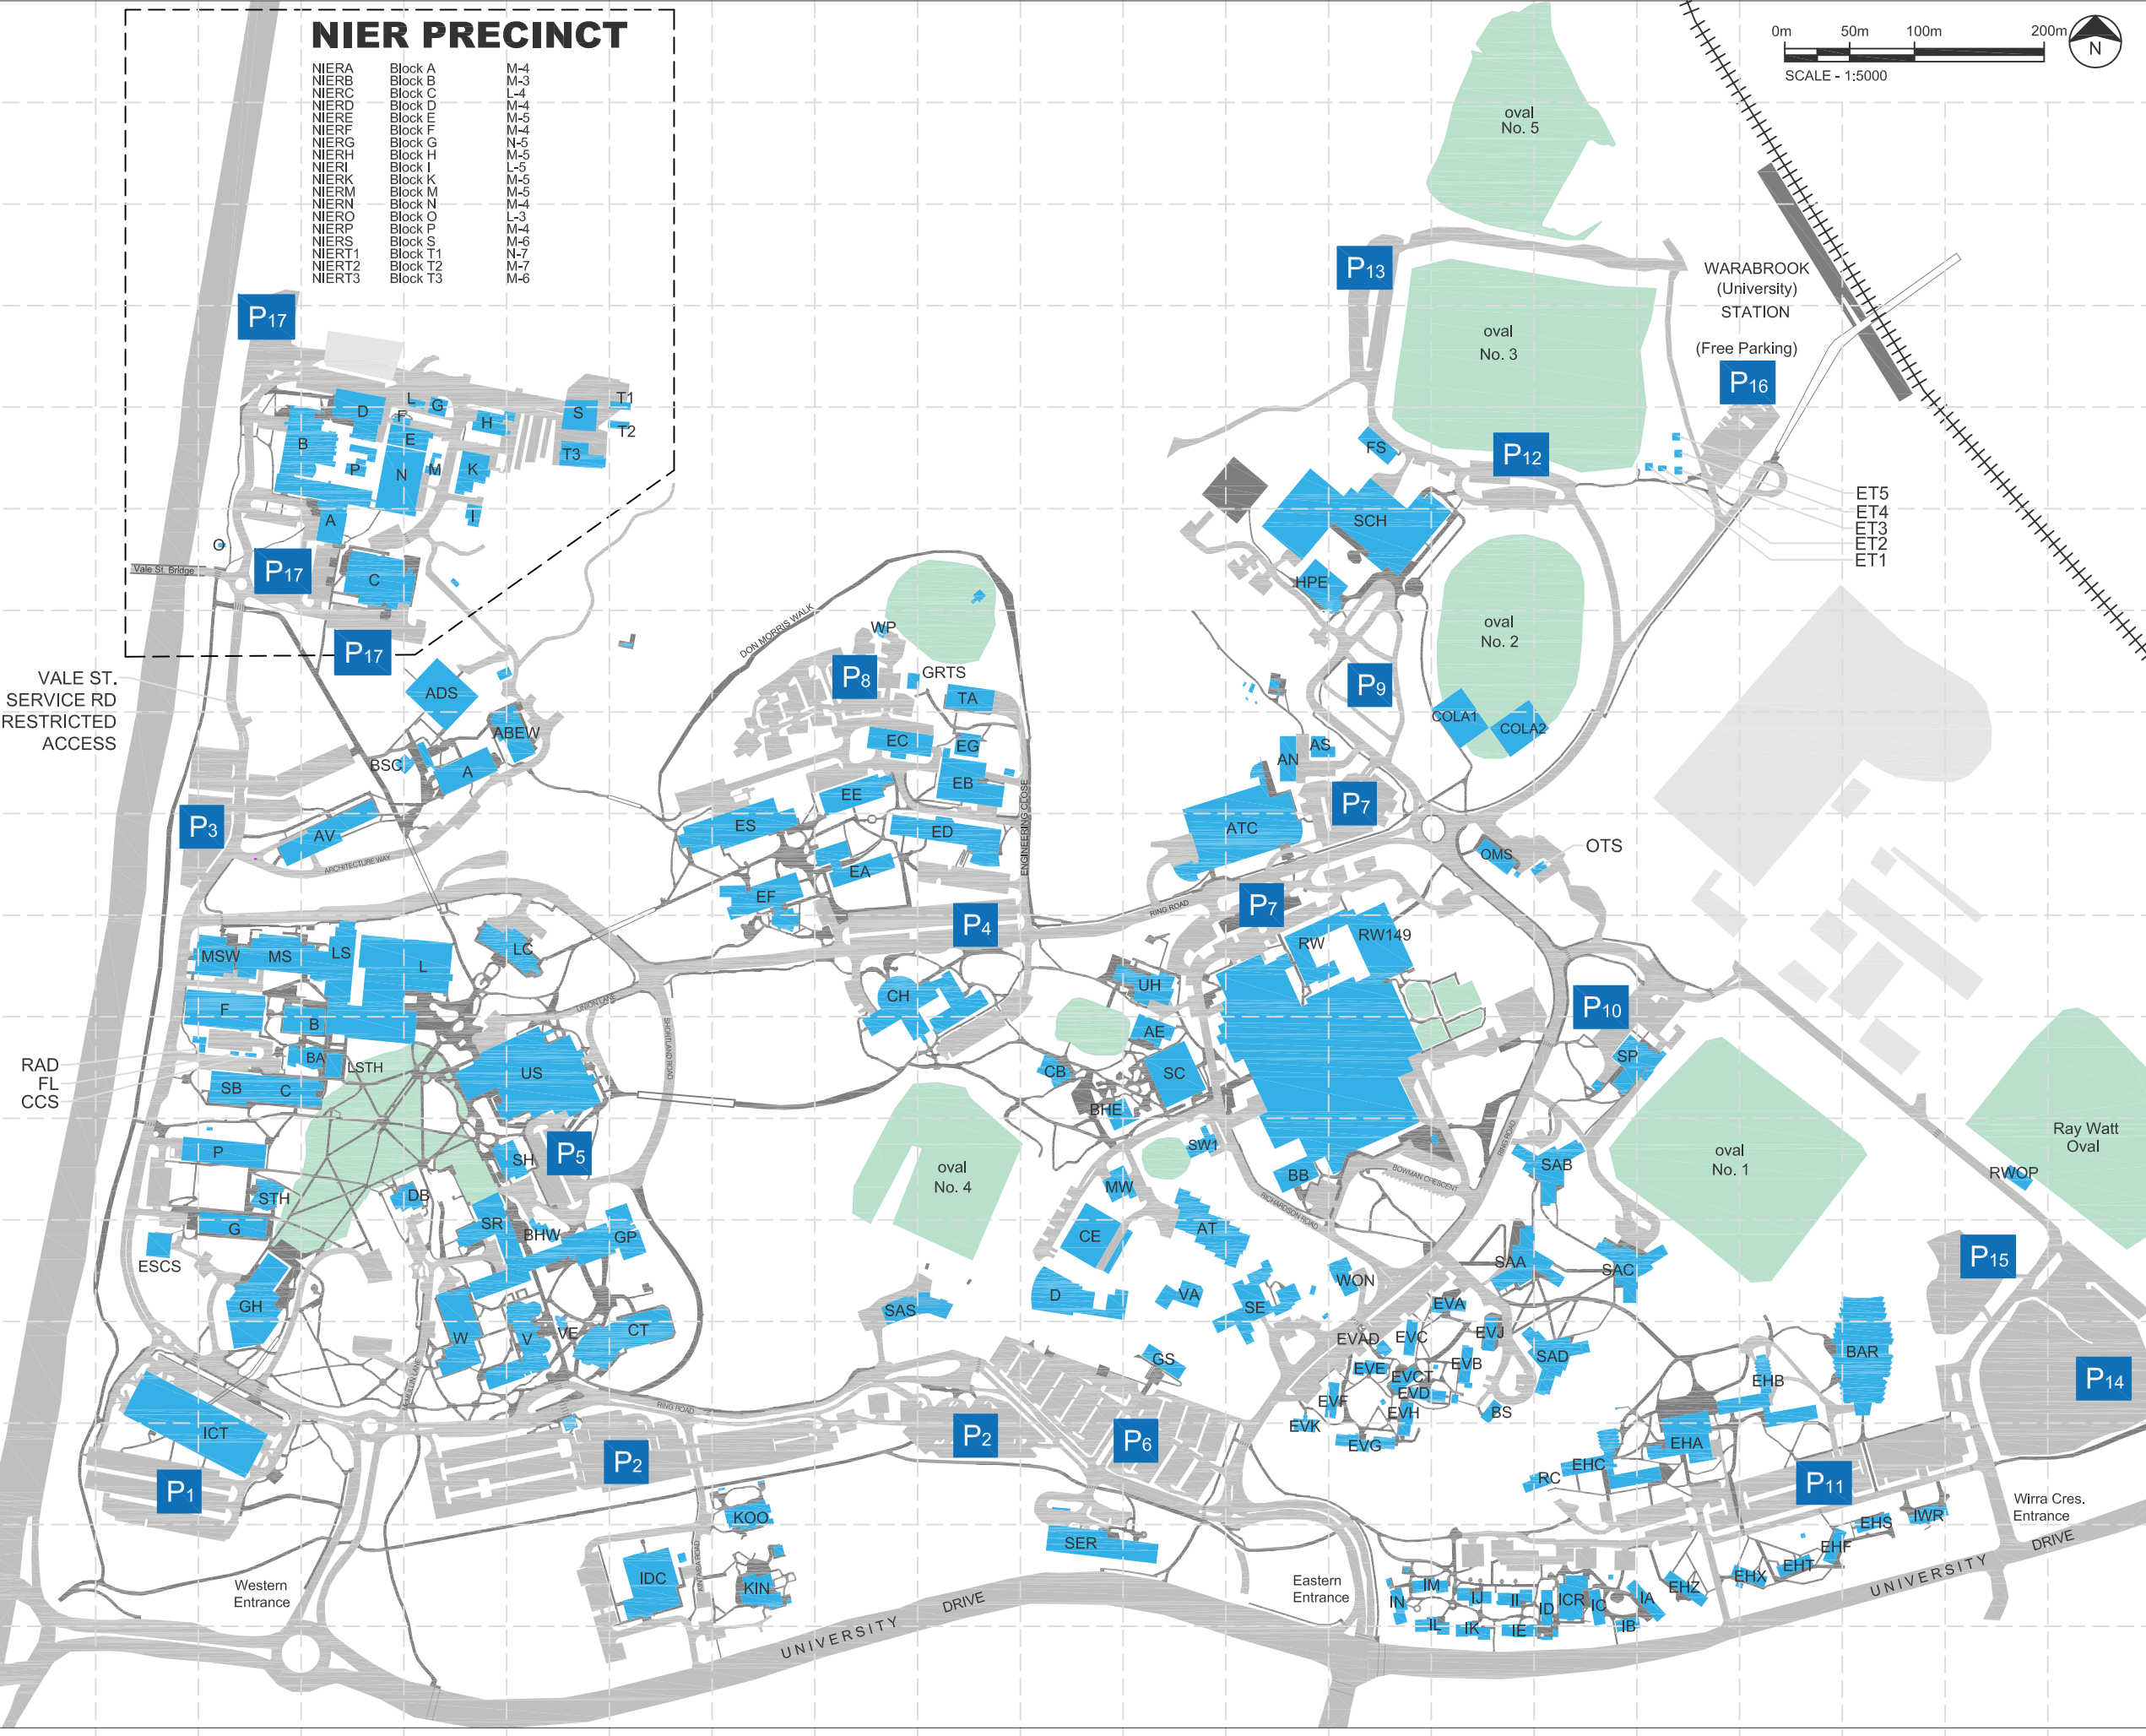 NIER PRECINCT
NIERA Block A M-4
NIERB Block B M-3
NIERC Block C L-4
NIERD Block D M-4
NIERE Block E M-5
NIERF Block F M-4
NIERG Block G N-5
NIERH Block H M-5
NIERI Block I L-5
NIERK Block K M-5
NIERM Block M M-5
NIERN Block N M-4
NIERO Block O L-3
NIERP Block P M-4
NIERS Block S M-6
NIERT1 Block T1 N-7
NIERT2 Block T2 M-7
NIERT3 Block T3 M-6
0m 50m 100m 200m
SCALE - 1:5000
N
oval
No. 5
P13
WARABROOK
(University)
STATION
(Free Parking)
P16
oval
No. 3
P12
P17
D
L
G
F
H
S
T1
T2
T3
B
E
P
N
M
K
A
I
O
P17
C
Vale St. Bridge
P17
FS
SCH
HPE
ET5
ET4
ET3
ET2
ET1
oval
No. 2
P9
COLA1
COLA2
VALE ST.
SERVICE RD
RESTRICTED
ACCESS
ADS
ABEW
BSC
A
P3
AV
ARCHITECTURE WAY
DON MORRIS WALK
WP
P8
GRTS
TA
EC
EG
EB
EE
ES
ED
EA
EF
ENGINEERING CLOSE
P4
AN
AS
P7
ATC
OMS
OTS
RING ROAD
P7
RW
RW149
MSW
MS
LS
L
LC
F
B
BA
LSTH
UNION LANE
SHORTLAND ROAD
CH
UH
AE
CB
SC
BHE
SW1
P10
SP
RAD
FL
CCS
SB
C
US
P
SH
P5
STH
DB
G
SR
BHW
GP
ESCS
oval
No. 4
MW
BB
BOWMAN CRESCENT
RING ROAD
RICHARDSON ROAD
SAB
oval
No. 1
Ray Watt
Oval
RWOP
CE
AT
SAA
SAC
P15
GH
D
VA
SE
WON
SAS
W
V
VE
CT
EVA
EVAD
EVC
EVJ
EVE
EVB
EVCT
EVD
EVF
EVH
EVK
EVG
BS
SAD
EHB
BAR
P14
GS
ICT
RING ROAD
P1
P2
P2
P6
EHA
EHC
RC
P11
KOO
SER
EHS
IWR
EHF
EHT
EHX
EHZ
Wirra Cres.
Entrance
IDC
KIN
Western
Entrance
Eastern
Entrance
IM
IN
IJ
II
ID
ICR
IC
IA
IL
IK
IE
IB
UNIVERSITY DRIVE
UNIVERSITY DRIVE